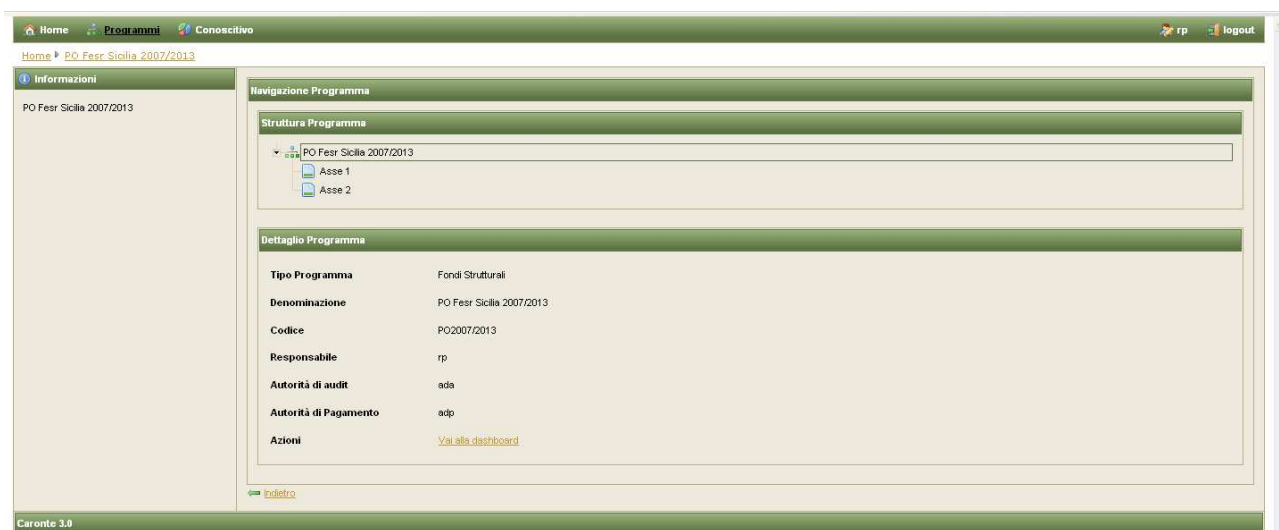 Home Programmi Conoscitivo rp logout
Home PO Fesr Sicilia 2007/2013
Informazioni
PO Fesr Sicilia 2007/2013
Navigazione Programma
Struttura Programma
PO Fesr Sicilia 2007/2013
Asse 1
Asse 2
Dettaglio Programma
Tipo Programma Fondi Strutturali
Denominazione PO Fesr Sicilia 2007/2013
Codice PO2007/2013
Responsabile rp
Autorità di audit ada
Autorità di Pagamento adp
Azioni Vai alla dashboard
Indietro
Caronte 3.0